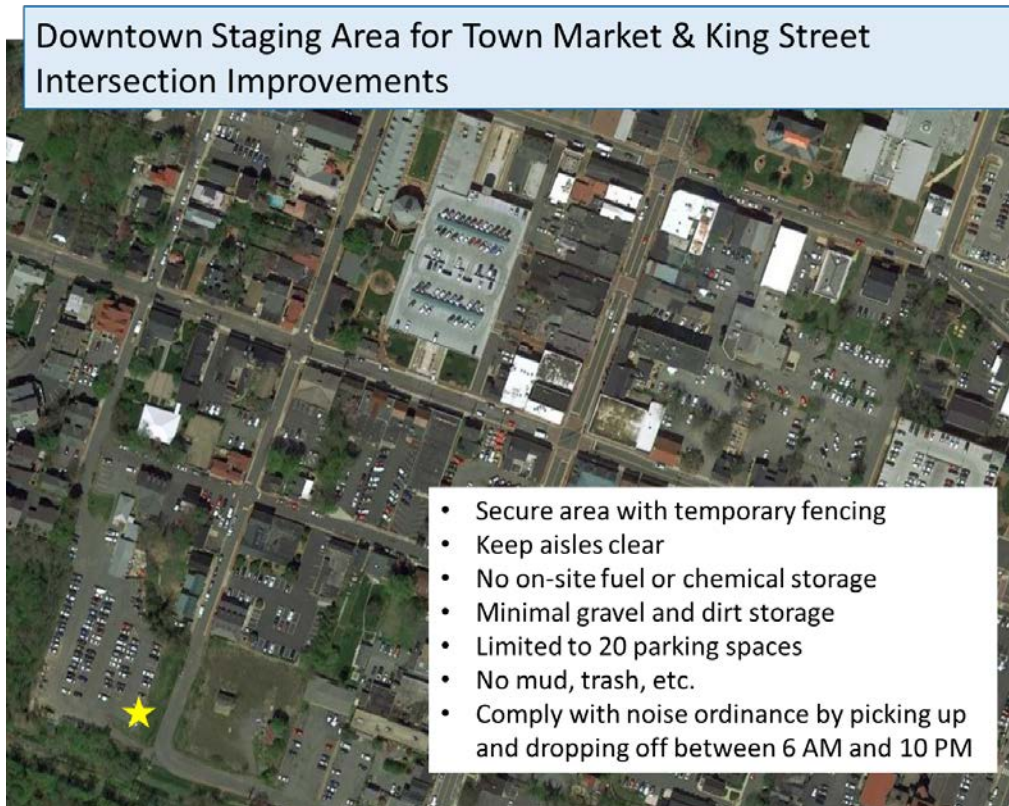 Downtown Staging Area for Town Market & King Street
Intersection Improvements
• Secure area with temporary fencing
• Keep aisles clear
• No on-site fuel or chemical storage
• Minimal gravel and dirt storage
• Limited to 20 parking spaces
• No mud, trash, etc.
• Comply with noise ordinance by picking up
and dropping off between 6 AM and 10 PM